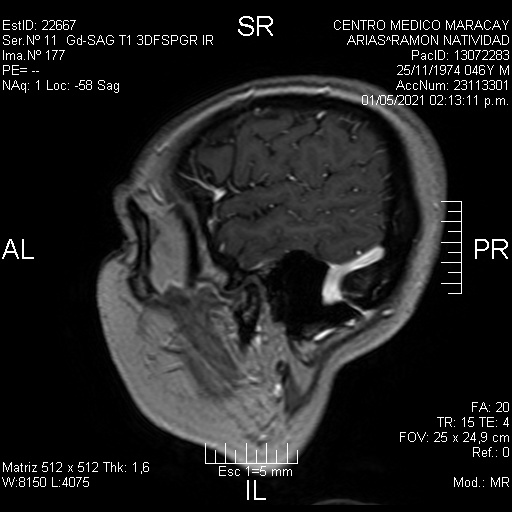 EstID: 22667
Ser.Nº 11 Gd-SAG T1 3DFSPGR IR
Ima.Nº 177
PE= --
NAq: 1 Loc: -58 Sag
SR
CENTRO MEDICO MARACAY
ARIAS^RAMON NATIVIDAD
PacID: 13072283
25/11/1974 046Y M
AccNum: 23113301
01/05/2021 02:13:11 p.m.
AL
PR
Matriz 512 x 512 Thk: 1,6
W:8150 L:4075
Esc 1=5 mm
IL
FA: 20
TR: 15 TE: 4
FOV: 25 x 24,9 cm
Ref.: 0
Mod.: MR